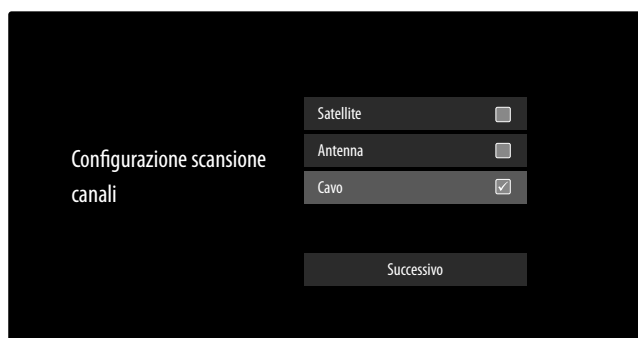 Configurazione scansione
canali
Satellite
Antenna
Cavo
Successivo